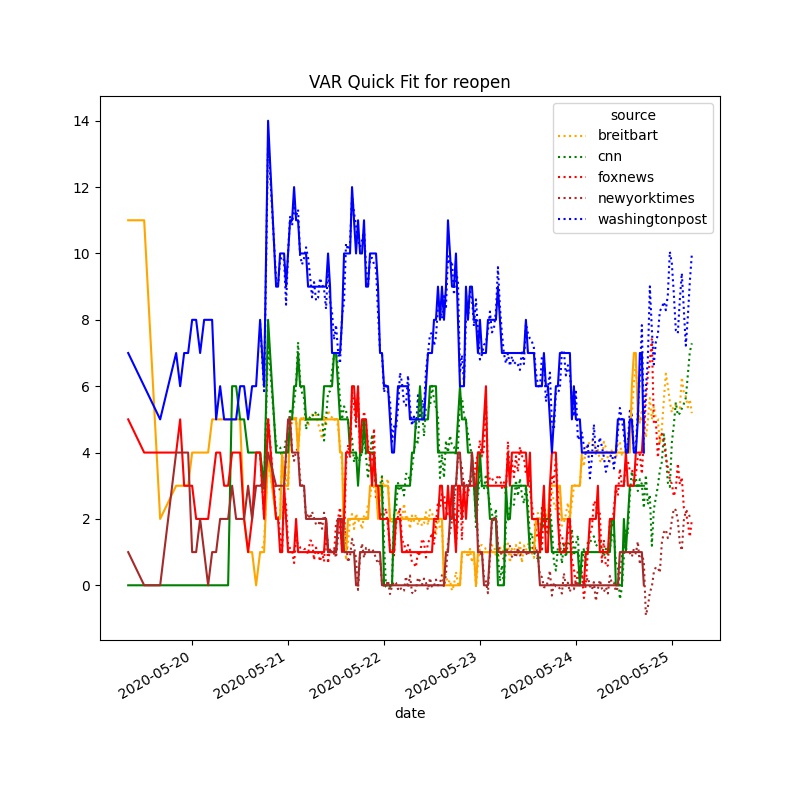 VAR Quick Fit for reopen
source
breitbart
cnn
foxnews
newyorktimes
washingtonpost
14
12
10
8
6
4
2
0
2020-05-20
2020-05-21
2020-05-22
2020-05-23
2020-05-24
2020-05-25
date